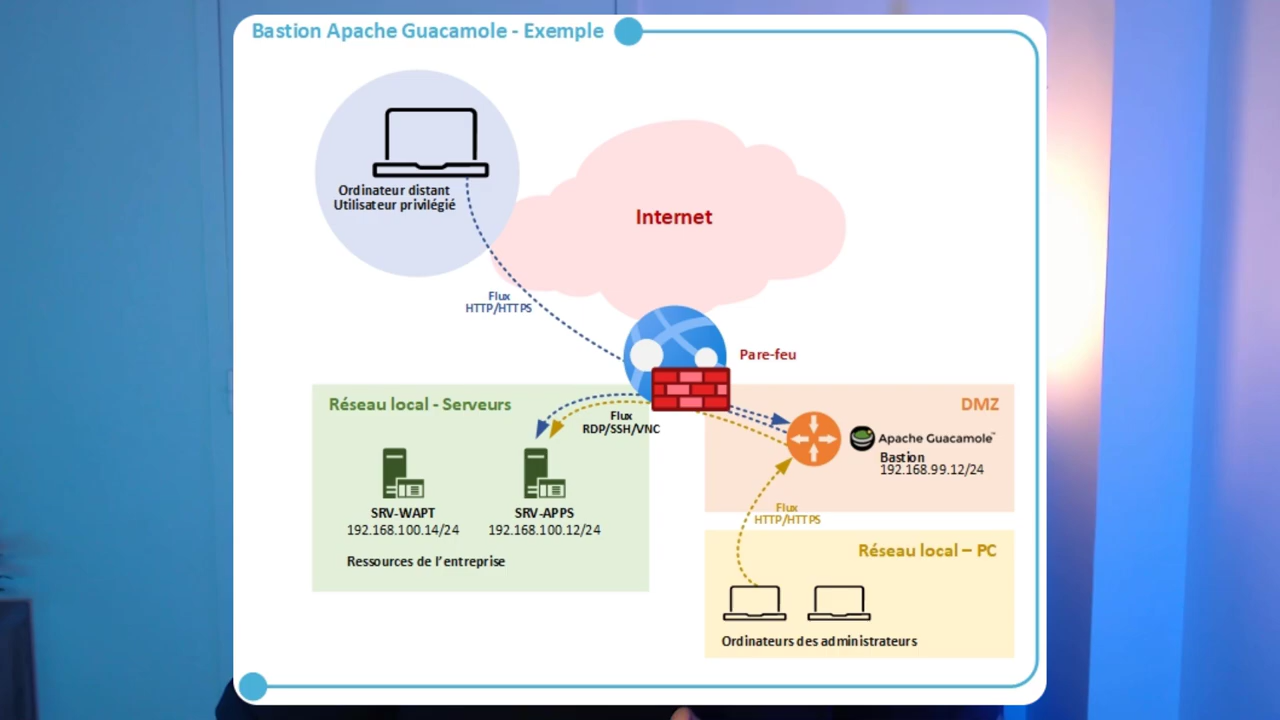 Bastion Apache Guacamole - Exemple
Ordinateur distant
Utilisateur privilégié
Internet
Flux
HTTP/HTTPS
Pare-feu
Réseau local - Serveurs
Flux
RDP/SSH/VNC
DMZ
Apache Guacamole™
Bastion
192.168.99.12/24
SRV-WAPT
192.168.100.14/24
SRV-APPS
192.168.100.12/24
Ressources de l'entreprise
Flux
HTTP/HTTPS
Réseau local – PC
Ordinateurs des administrateurs